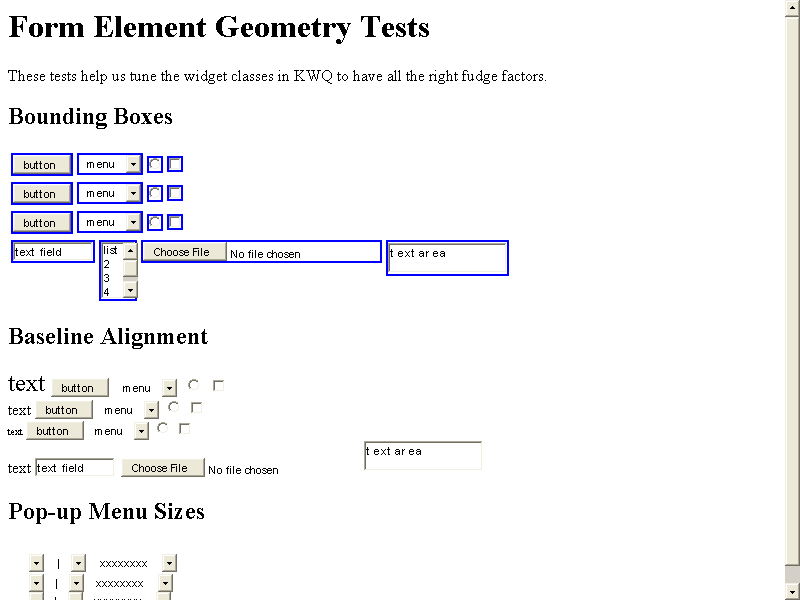 Form Element Geometry Tests
These tests help us tune the widget classes in KWQ to have all the right fudge factors.
Bounding Boxes
button menu
button menu
button menu
text field list 2 3 4 Choose File No file chosen t ext ar ea
Baseline Alignment
text button menu
text button menu
text button menu
text text field Choose File No file chosen t ext ar ea
Pop-up Menu Sizes
| xxxxxxxx
| xxxxxxxx